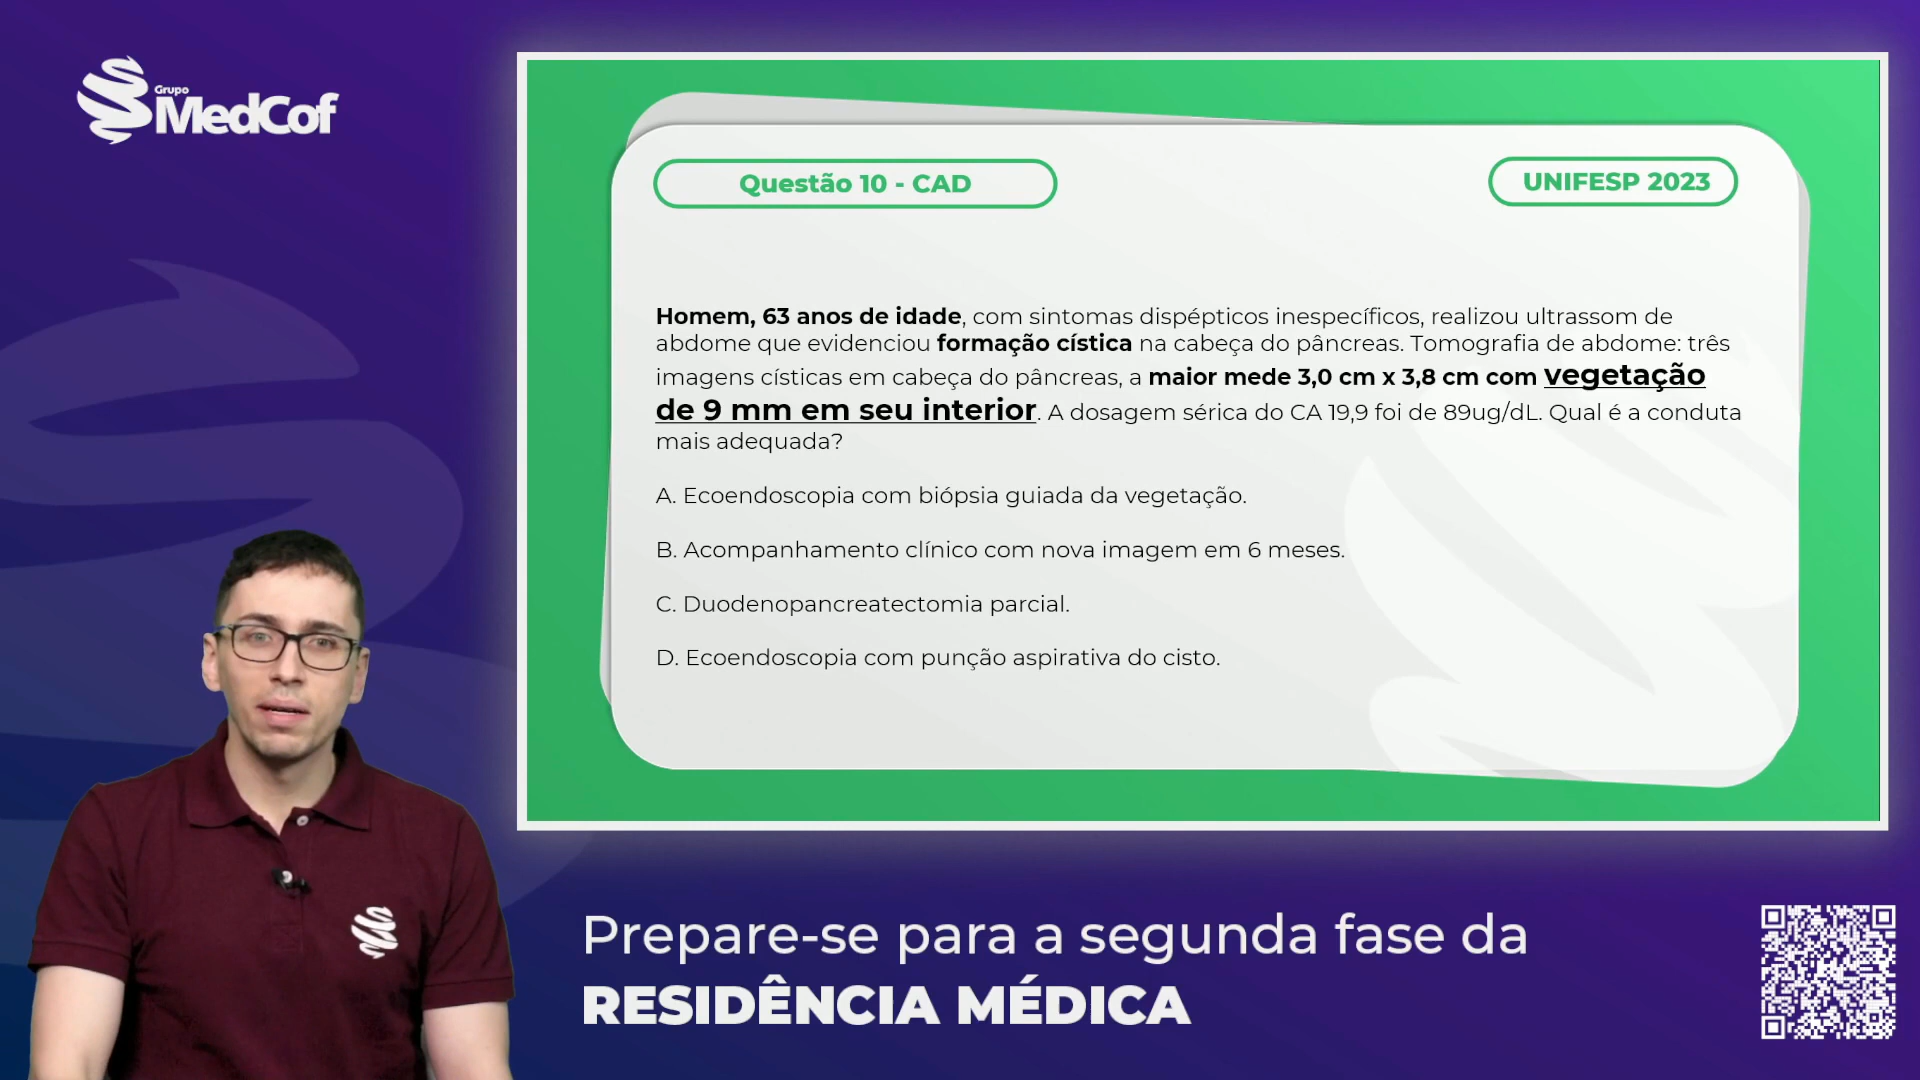 Grupo
MedCof
Questão 10 - CAD
UNIFESP 2023
Homem, 63 anos de idade, com sintomas dispépticos inespecíficos, realizou ultrassom de
abdome que evidenciou formação cística na cabeça do pâncreas. Tomografia de abdome: três
imagens císticas em cabeça do pâncreas, a maior mede 3,0 cm x 3,8 cm com vegetação
de 9 mm em seu interior. A dosagem sérica do CA 19,9 foi de 89ug/dL. Qual é a conduta
mais adequada?
A. Ecoendoscopia com biópsia guiada da vegetação.
B. Acompanhamento clínico com nova imagem em 6 meses.
C. Duodenopancreatectomia parcial.
D. Ecoendoscopia com punção aspirativa do cisto.
Prepare-se para a segunda fase da
RESIDÊNCIA MÉDICA